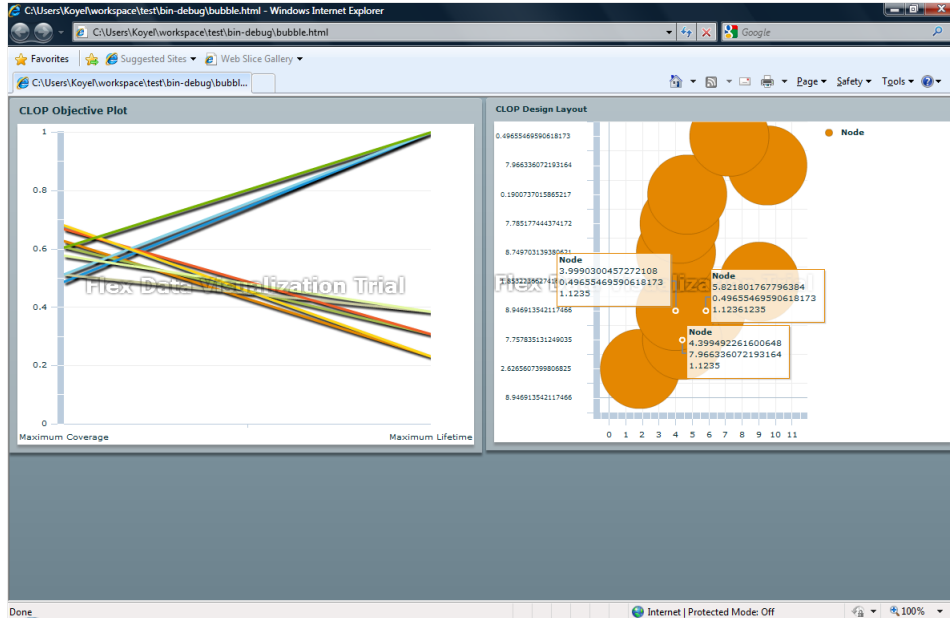 C:\Users\Koyel\workspace\test\bin-debug\bubble.html - Windows Internet Explorer
C:\Users\Koyel\workspace\test\bin-debug\bubble.html
Google
Favorites
Suggested Sites
Web Slice Gallery
C:\Users\Koyel\workspace\test\bin-debug\bubbl...
Page
Safety
Tools
CLOP Objective Plot
1
0.8
0.6
0.4
0.2
0
Maximum Coverage
Maximum Lifetime
Flex Data Visualization Trial
CLOP Design Layout
0.49655469590618173
7.966336072193164
0.1900737015865217
7.785177444374172
8.749703139380621
8.946913542117466
7.757835131249035
2.6265607399806825
8.946913542117466
0 1 2 3 4 5 6 7 8 9 10 11
Node
Node
3.9990300457272108
0.49655469590618173
1.1235
Node
5.821801767796384
0.49655469590618173
1.12361235
Node
4.399492261600648
7.966336072193164
1.1235
Done
Internet | Protected Mode: Off
100%